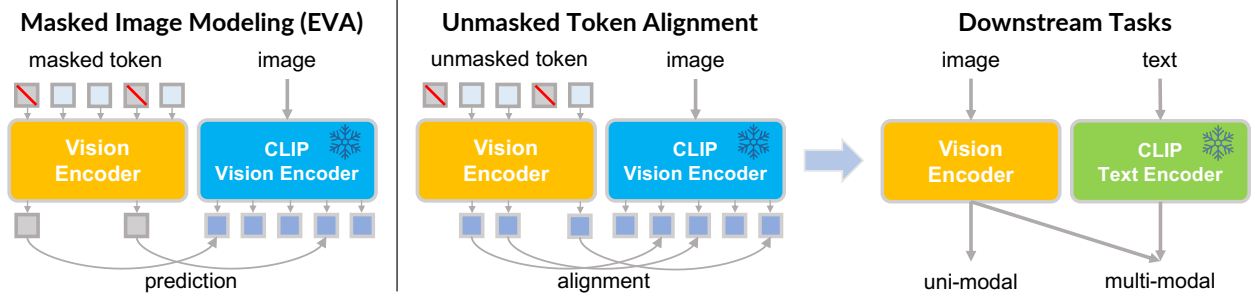 Masked Image Modeling (EVA)
masked token
image
Vision
Encoder
CLIP
Vision Encoder
prediction
Unmasked Token Alignment
unmasked token
image
Vision
Encoder
CLIP
Vision Encoder
alignment
Downstream Tasks
image
text
Vision
Encoder
CLIP
Text Encoder
uni-modal
multi-modal